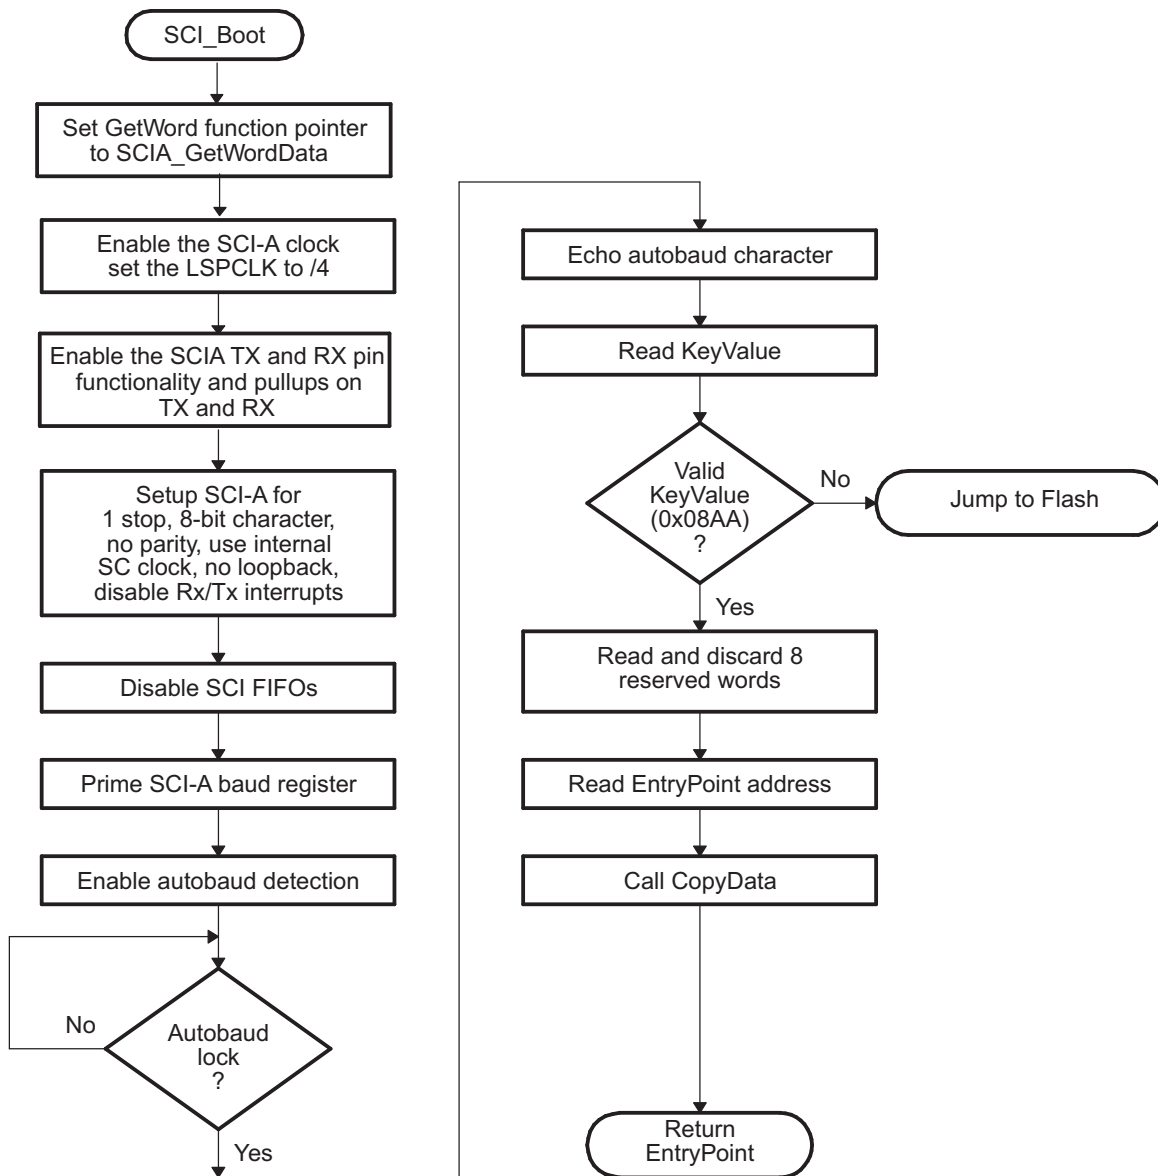 SCI_Boot
Set GetWord function pointer
to SCIA_GetWordData
Enable the SCI-A clock
set the LSPCLK to /4
Enable the SCIA TX and RX pin
functionality and pullups on
TX and RX
Setup SCI-A for
1 stop, 8-bit character,
no parity, use internal
SC clock, no loopback,
disable Rx/Tx interrupts
Disable SCI FIFOs
Prime SCI-A baud register
Enable autobaud detection
No
Autobaud
lock
?
Yes
Echo autobaud character
Read KeyValue
Valid
KeyValue
(0x08AA)
?
No
Jump to Flash
Yes
Read and discard 8
reserved words
Read EntryPoint address
Call CopyData
Return
EntryPoint